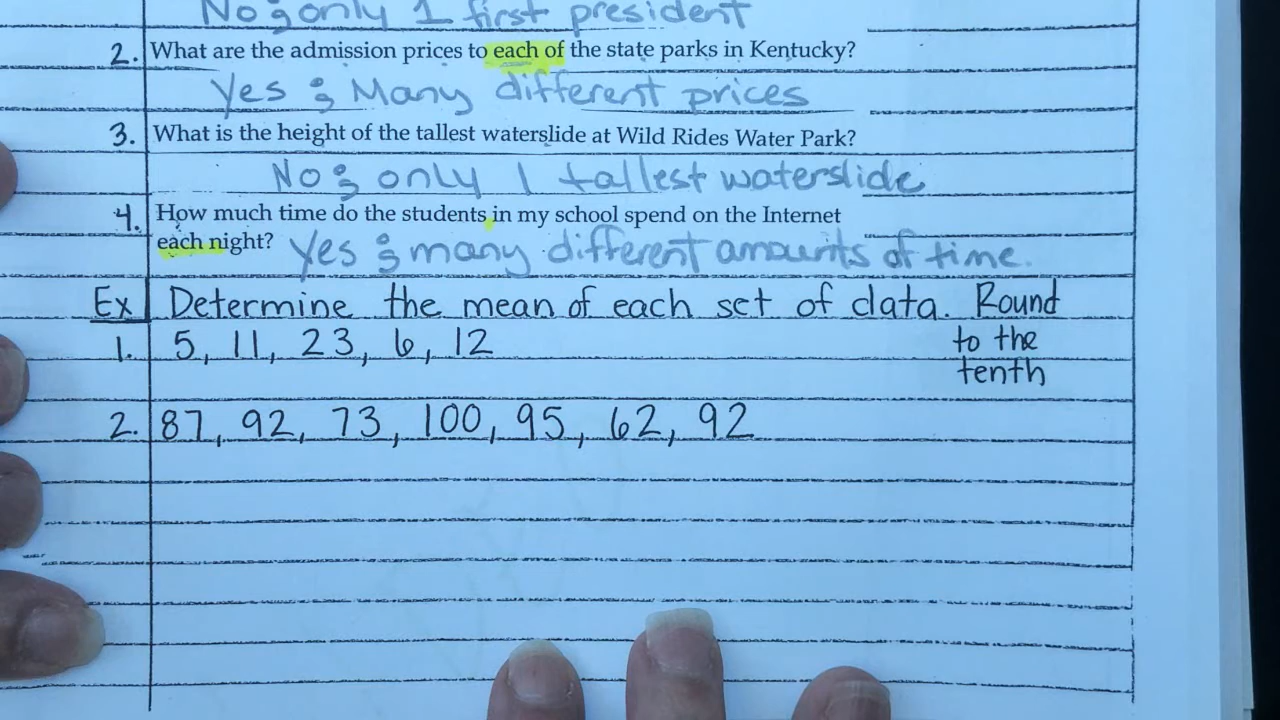 No; only 1 first president
2. What are the admission prices to each of the state parks in Kentucky?
Yes; Many different prices
3. What is the height of the tallest waterslide at Wild Rides Water Park?
No; only 1 tallest waterslide
4. How much time do the students in my school spend on the Internet
each night? Yes; many different amounts of time.
Ex Determine the mean of each set of data. Round
1. 5, 11, 23, 6, 12 to the
tenth
2. 87, 92, 73, 100, 95, 62, 92